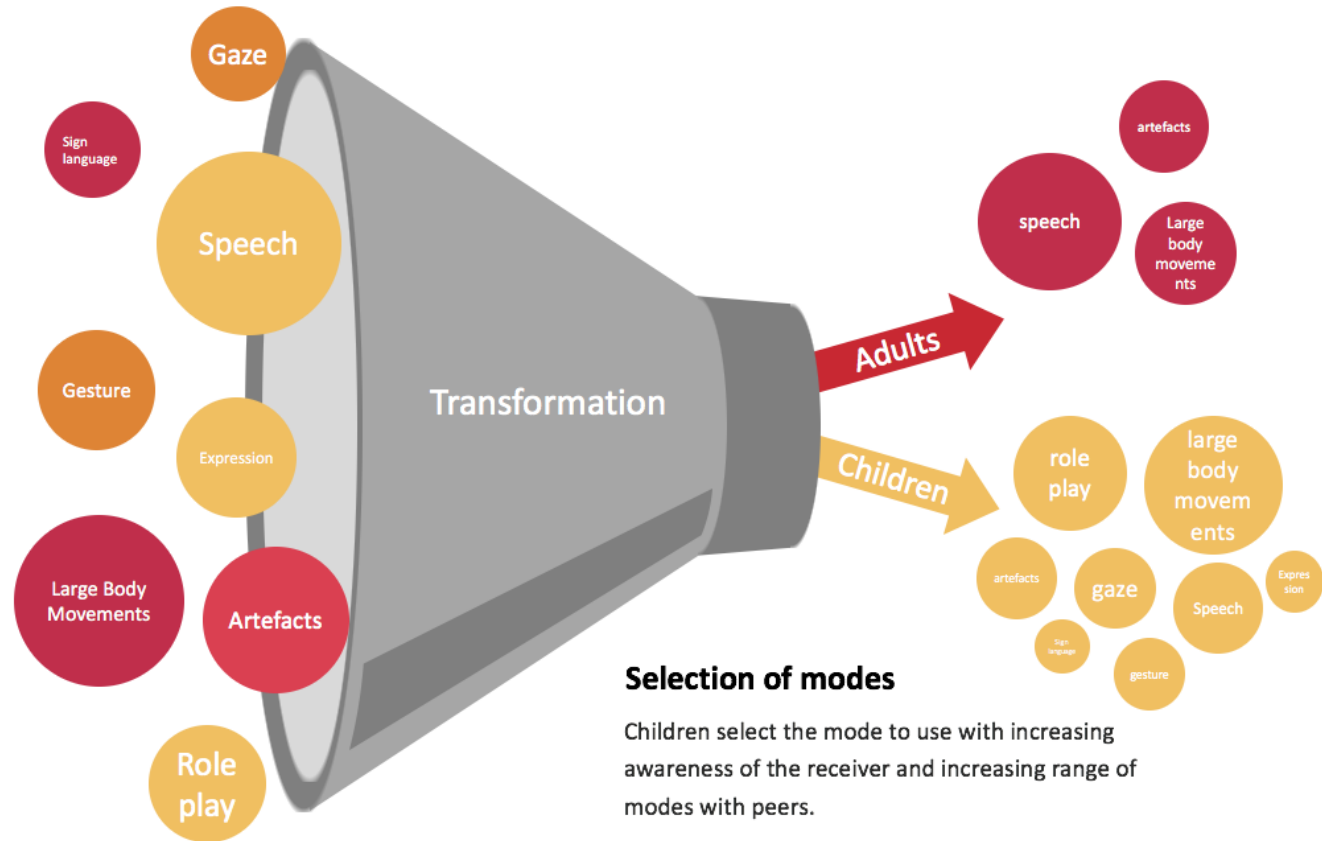 Gaze
Sign
language
Speech
Gesture
Expression
Large Body
Movements
Artefacts
Role
play
Transformation
Adults
Children
artefacts
speech
Large
body
moveme
nts
role
play
large
body
movem
ents
artefacts
gaze
Speech
Expres
sion
Sign
language
gesture
Selection of modes
Children select the mode to use with increasing
awareness of the receiver and increasing range of
modes with peers.